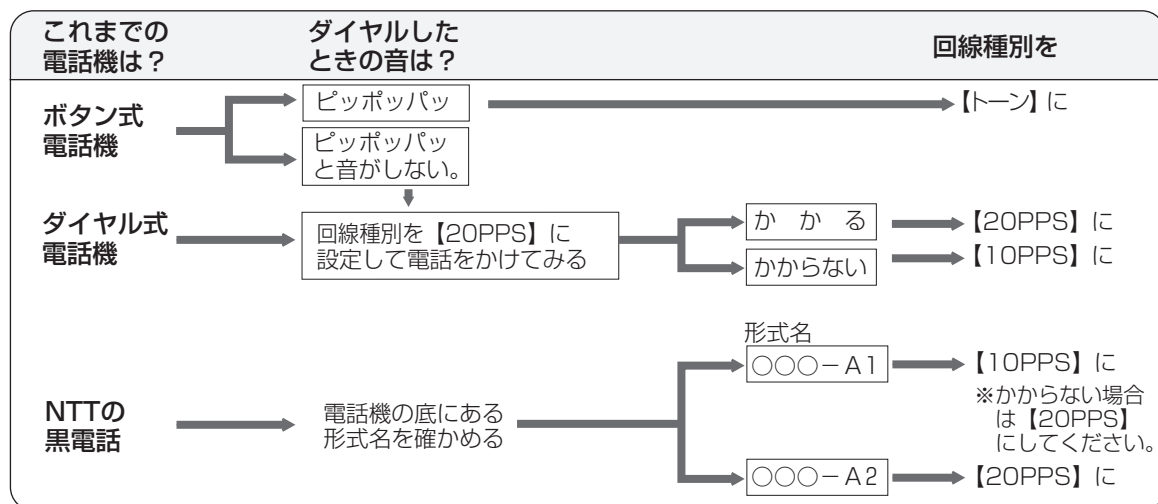 これまでの
電話機は？
ダイヤルした
ときの音は？
回線種別を
ボタン式
電話機
ピッポッパッ
【トーン】に
ピッポッパッ
と音がしない。
ダイヤル式
電話機
回線種別を【20PPS】に
設定して電話をかけてみる
か か る
【20PPS】に
かからない
【10PPS】に
NTTの
黒電話
電話機の底にある
形式名を確かめる
形式名
○○○－A1
【10PPS】に
※かからない場合
は【20PPS】
にしてください。
○○○－A2
【20PPS】に